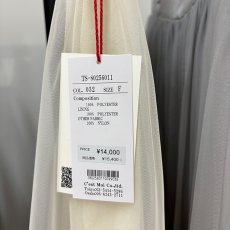 TS-80256011
COL. 032 SIZE F
Composition
100% POLYESTER
LINING
100% POLYESTER
OTHER FABRIC
100% NYLON
PRICE ¥14,000
¥15,400
C'est Mui Co.,Ltd.